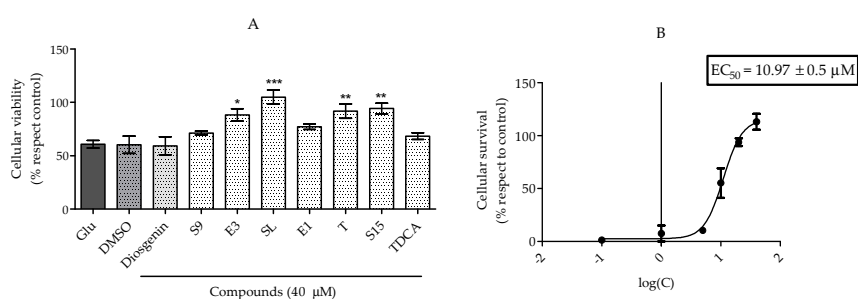 A
Cellular viability
(% respect control)
150
100
50
0
*
***
**
**
Glu
DMSO
Diosgenin
S9
E3
SL
E1
T
S15
TDCA
Compounds (40 μM)
B
EC50 = 10.97 ± 0.5 μM
Cellular survival
(% respect to control)
150
100
50
0
-2
-1
0
1
2
log(C)